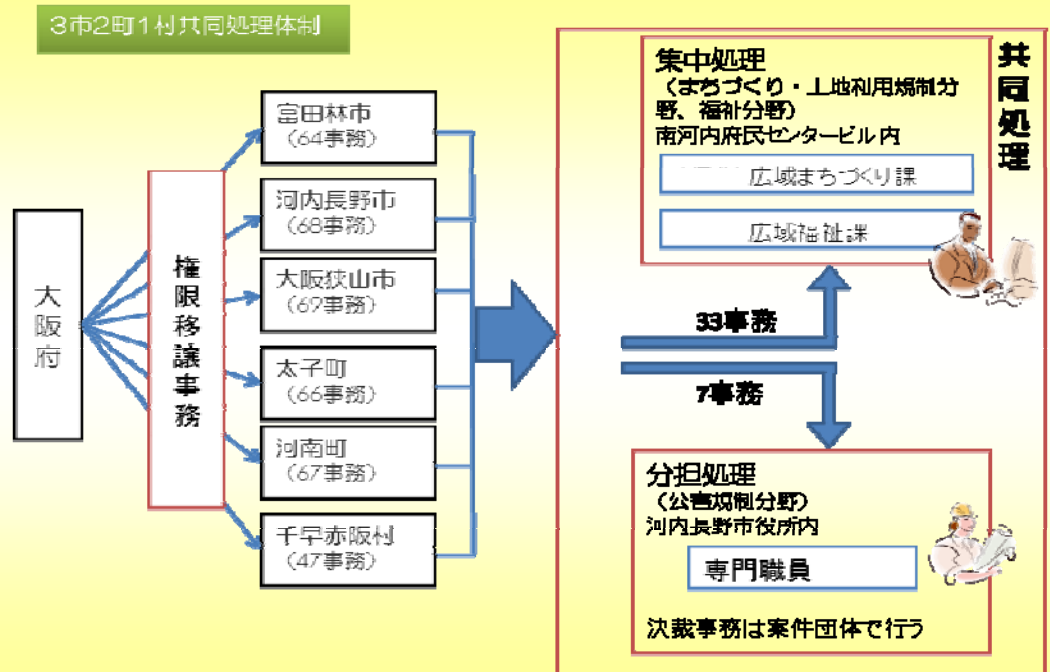 3市2町1村共同処理体制
大阪府
権限移譲事務
富田林市
(64事務)
河内長野市
(68事務)
大阪狭山市
(69事務)
太子町
(66事務)
河南町
(67事務)
千早赤阪村
(47事務)
共同処理
集中処理
(まちづくり・土地利用規制分
野、福祉分野)
南河内府民センタービル内
広域まちづくり課
広域福祉課
33事務
7事務
分担処理
(公害規制分野)
河内長野市役所内
専門職員
決裁事務は案件団体で行う